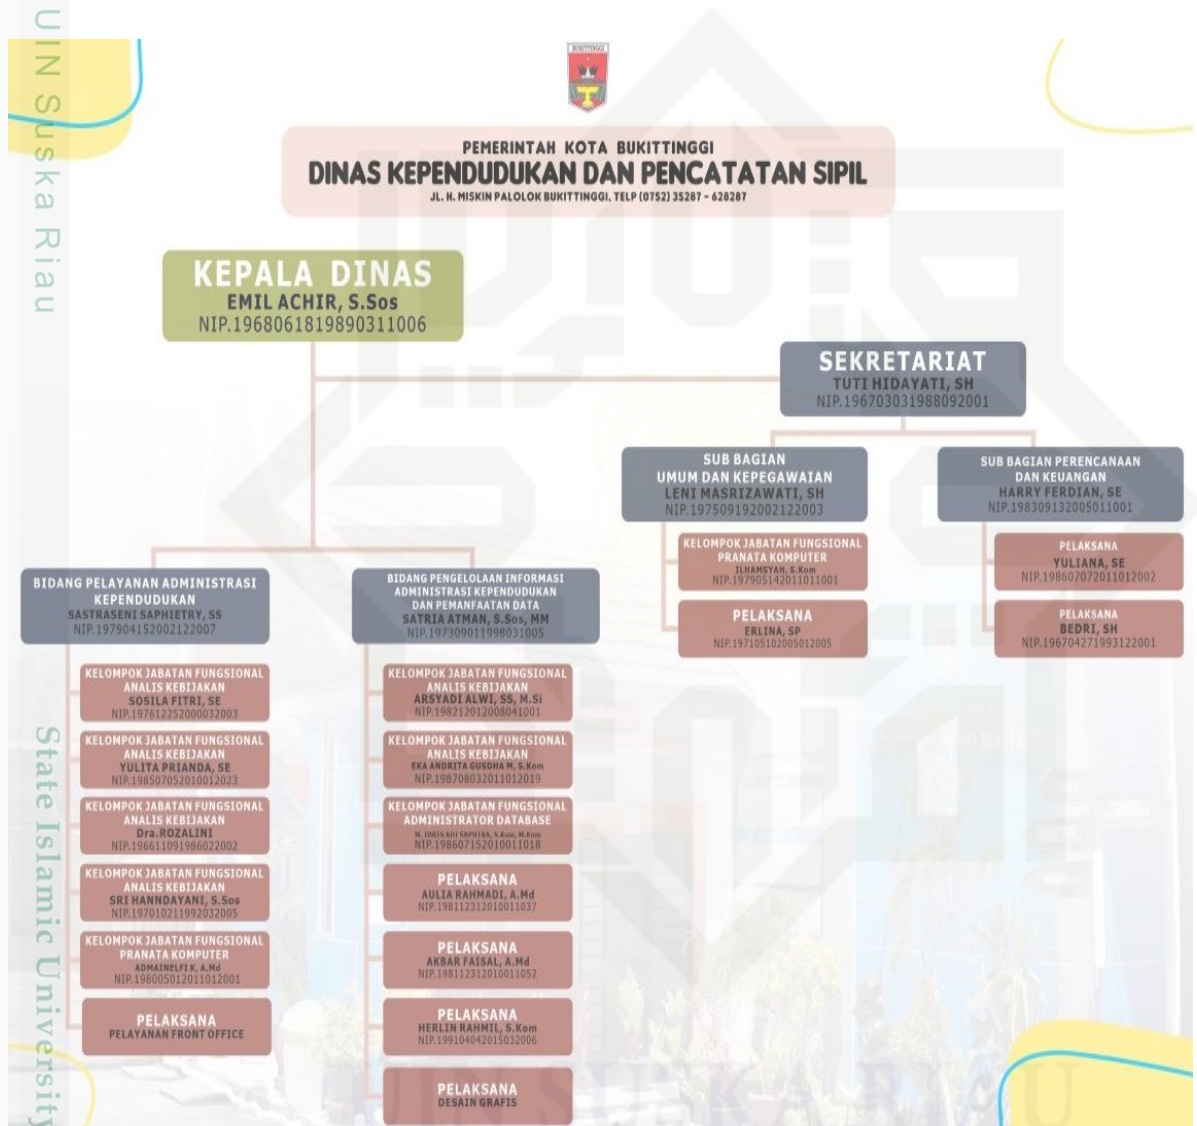 UIN Suska Riau
BUKITTINGGI
PEMERINTAH KOTA BUKITTINGGI
DINAS KEPENDUDUKAN DAN PENCATATAN SIPIL
JL. H. MISKIN PALOLOK BUKITTINGGI, TELP (0752) 35287 - 628287
KEPALA DINAS
EMIL ACHIR, S.Sos
NIP.1968061819890311006
SEKRETARIAT
TUTI HIDAYATI, SH
NIP.196703031988092001
SUB BAGIAN
UMUM DAN KEPEGAWAIAN
LENI MASRIZAWATI, SH
NIP.197509192002122003
KELOMPOK JABATAN FUNGSIONAL
PRANATA KOMPUTER
ILHAMSYAH, S.Kom
NIP.197905142011011001
PELAKSANA
ERLINA, SP
NIP.197105102005012005
SUB BAGIAN PERENCANAAN
DAN KEUANGAN
HARRY FERDIAN, SE
NIP.198309132005011001
PELAKSANA
YULIANA, SE
NIP.198607072011012002
PELAKSANA
BEDRI, SH
NIP.196704271993122001
BIDANG PELAYANAN ADMINISTRASI
KEPENDUDUKAN
SASTRASENI SAPHIETRY, SS
NIP.197904152002122007
KELOMPOK JABATAN FUNGSIONAL
ANALIS KEBIJAKAN
SOSILA FITRI, SE
NIP.197612252000032003
KELOMPOK JABATAN FUNGSIONAL
ANALIS KEBIJAKAN
YULITA PRIANDA, SE
NIP.198507052010012023
KELOMPOK JABATAN FUNGSIONAL
ANALIS KEBIJAKAN
Dra.ROZALINI
NIP.196611091986022002
KELOMPOK JABATAN FUNGSIONAL
ANALIS KEBIJAKAN
SRI HANNDAYANI, S.Sos
NIP.197010211992032005
KELOMPOK JABATAN FUNGSIONAL
PRANATA KOMPUTER
ADMAINELFI R, A.Md
NIP.198005012011012001
PELAKSANA
PELAYANAN FRONT OFFICE
BIDANG PENGELOLAAN INFORMASI
ADMINISTRASI KEPENDUDUKAN
DAN PEMANFAATAN DATA
SATRIA ATMAN, S.Sos, MM
NIP.197309011998031005
KELOMPOK JABATAN FUNGSIONAL
ANALIS KEBIJAKAN
ARSYADI ALWI, SS, M.Si
NIP.198212012008041001
KELOMPOK JABATAN FUNGSIONAL
ANALIS KEBIJAKAN
EKA ANDRITA GUSDHA M, S.Kom
NIP.198708032011012019
KELOMPOK JABATAN FUNGSIONAL
ADMINISTRATOR DATABASE
M. IDRIS ADI SAPUTRA, S.Kom, M.Kom
NIP.198607152010011018
PELAKSANA
AULIA RAHMADI, A.Md
NIP.198112312010011037
PELAKSANA
AKBAR FAISAL, A.Md
NIP.198112312010011052
PELAKSANA
HERLIN RAHMIL, S.Kom
NIP.199104042015032006
PELAKSANA
DESAIN GRAFIS
State Islamic University
UIN SUSKA RIAU